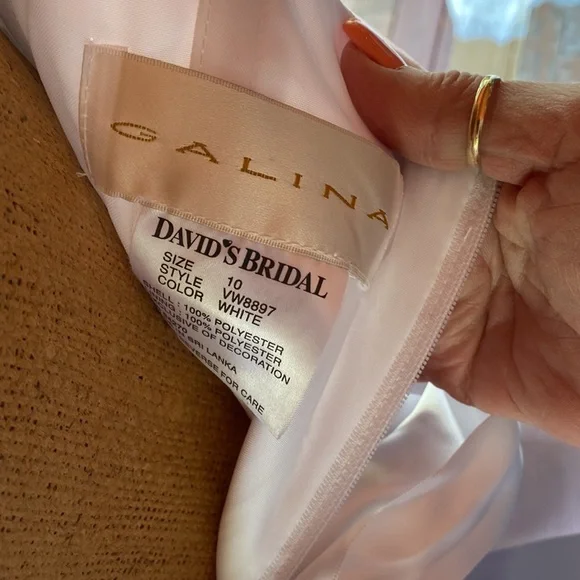 GALINA
DAVID'S BRIDAL
SIZE 10
STYLE VW8897
COLOR WHITE
SHELL : 100% POLYESTER
: 100% POLYESTER
OF DECORATION
SRI LANKA
FOR CARE